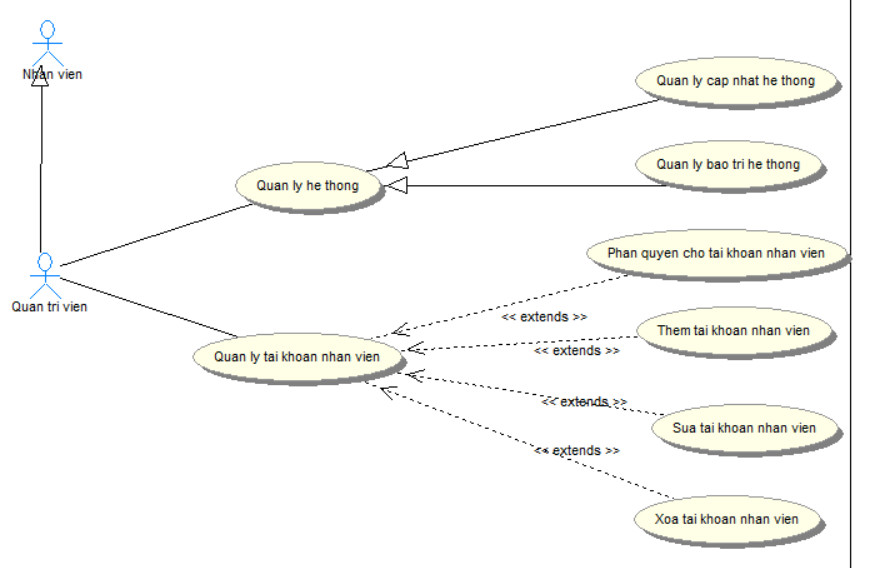 Nhan vien
Quan ly cap nhat he thong
Quan ly bao tri he thong
Quan ly he thong
Phan quyen cho tai khoan nhan vien
Quan tri vien
<< extends >>
Them tai khoan nhan vien
<< extends >>
Quan ly tai khoan nhan vien
<< extends >>
Sua tai khoan nhan vien
<< extends >>
Xoa tai khoan nhan vien